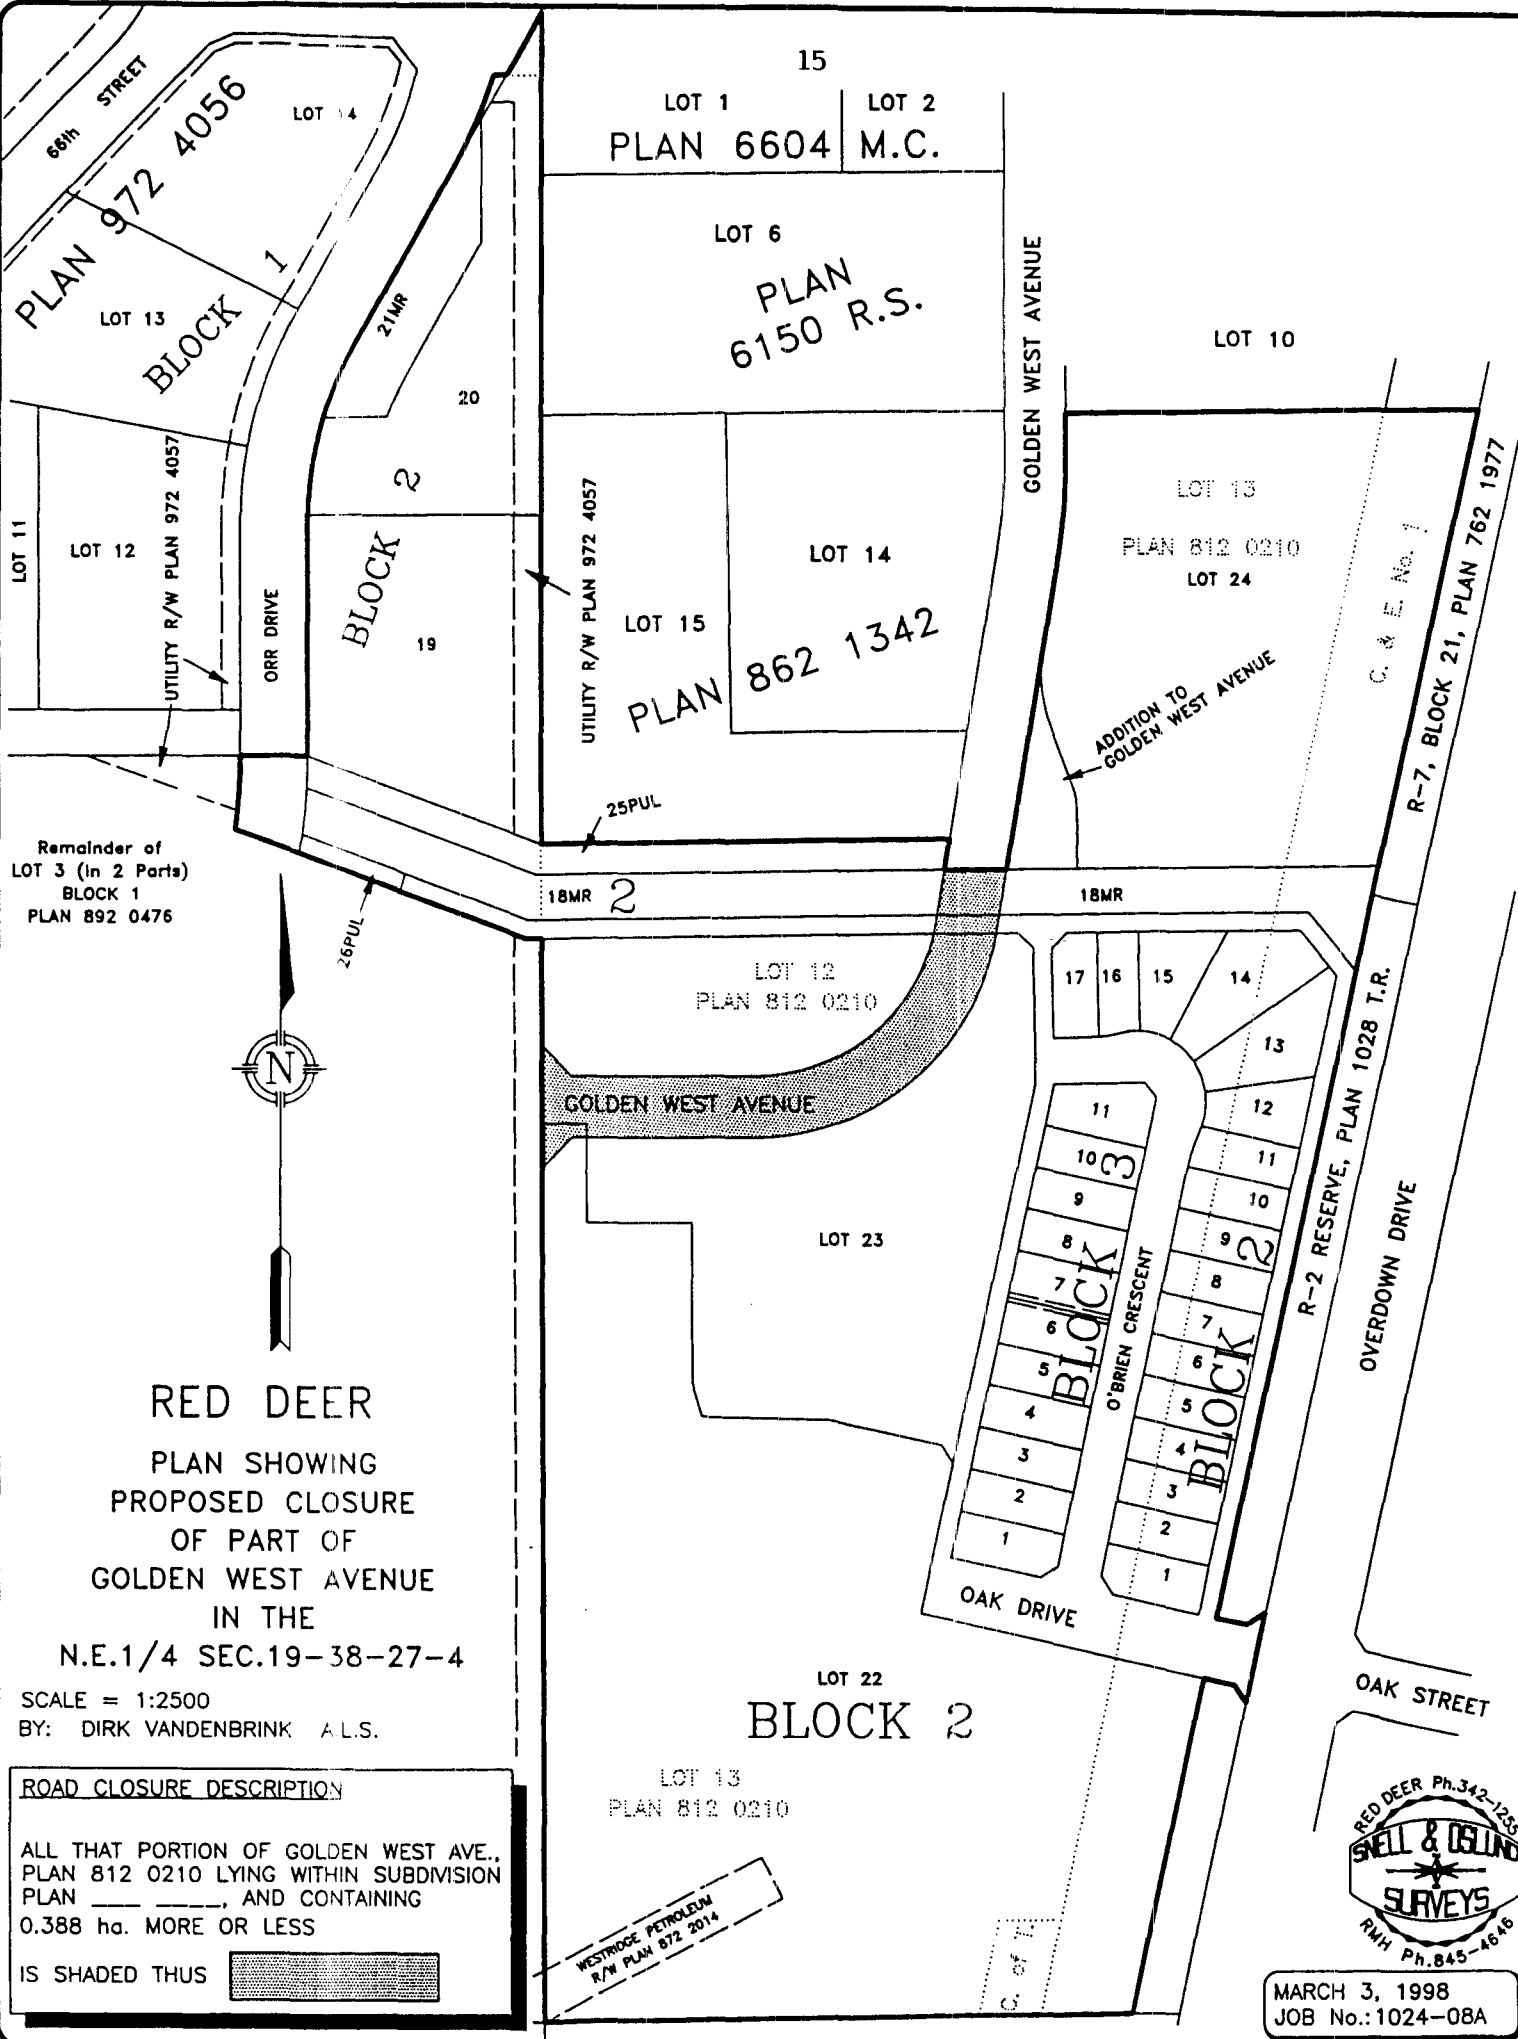 15
LOT 1
LOT 2
PLAN 6604
M.C.
66th STREET
LOT 14
PLAN 972 4056
BLOCK 1
LOT 13
21MR
LOT 6
PLAN
6150 R.S.
GOLDEN WEST AVENUE
LOT 10
20
LOT 11
LOT 12
UTILITY R/W PLAN 972 4057
ORR DRIVE
BLOCK 2
19
UTILITY R/W PLAN 972 4057
LOT 15
LOT 14
PLAN 862 1342
LOT 13
PLAN 812 0210
LOT 24
C. & E. No. 1
R-7, BLOCK 21, PLAN 762 1977
ADDITION TO
GOLDEN WEST AVENUE
25PUL
Remainder of
LOT 3 (in 2 Parts)
BLOCK 1
PLAN 892 0476
26PUL
18MR
2
18MR
LOT 12
PLAN 812 0210
17
16
15
14
13
12
11
10
9
8
7
6
5
4
3
2
1
BLOCK 2
GOLDEN WEST AVENUE
11
10
9
8
7
6
5
4
3
2
1
BLOCK 3
O'BRIEN CRESCENT
LOT 23
R-2 RESERVE, PLAN 1028 T.R.
OVERDOWN DRIVE
N
OAK DRIVE
OAK STREET
RED DEER
PLAN SHOWING
PROPOSED CLOSURE
OF PART OF
GOLDEN WEST AVENUE
IN THE
N.E.1/4 SEC.19-38-27-4
SCALE = 1:2500
BY: DIRK VANDENBRINK A.L.S.
LOT 22
BLOCK 2
LOT 13
PLAN 812 0210
WESTRIDGE PETROLEUM
R/W PLAN 872 2014
C. of T.
ROAD CLOSURE DESCRIPTION
ALL THAT PORTION OF GOLDEN WEST AVE.,
PLAN 812 0210 LYING WITHIN SUBDIVISION
PLAN ___ ____, AND CONTAINING
0.388 ha. MORE OR LESS
IS SHADED THUS
RED DEER Ph.342-1255
SNELL & OSLUND
SURVEYS
RMH Ph.845-4646
MARCH 3, 1998
JOB No.:1024-08A